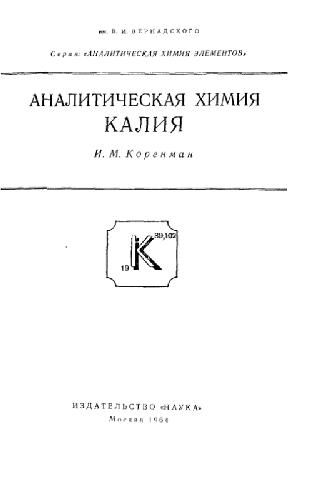 им. В. И. ВЕРНАДСКОГО
Серия: «АНАЛИТИЧЕСКАЯ ХИМИЯ ЭЛЕМЕНТОВ»
АНАЛИТИЧЕСКАЯ ХИМИЯ
КАЛИЯ
И. М. Коренман
39,102
K
19
ИЗДАТЕЛЬСТВО «НАУКА»
Москва 1964